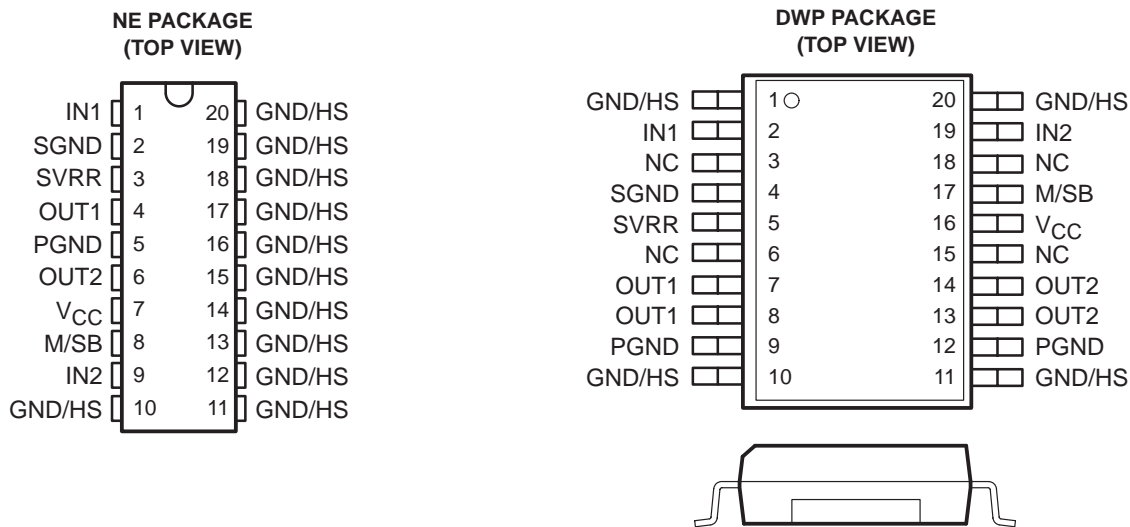 NE PACKAGE
(TOP VIEW)
IN1 1 20 GND/HS
SGND 2 19 GND/HS
SVRR 3 18 GND/HS
OUT1 4 17 GND/HS
PGND 5 16 GND/HS
OUT2 6 15 GND/HS
VCC 7 14 GND/HS
M/SB 8 13 GND/HS
IN2 9 12 GND/HS
GND/HS 10 11 GND/HS
DWP PACKAGE
(TOP VIEW)
GND/HS 1 20 GND/HS
IN1 2 19 IN2
NC 3 18 NC
SGND 4 17 M/SB
SVRR 5 16 VCC
NC 6 15 NC
OUT1 7 14 OUT2
OUT1 8 13 OUT2
PGND 9 12 PGND
GND/HS 10 11 GND/HS